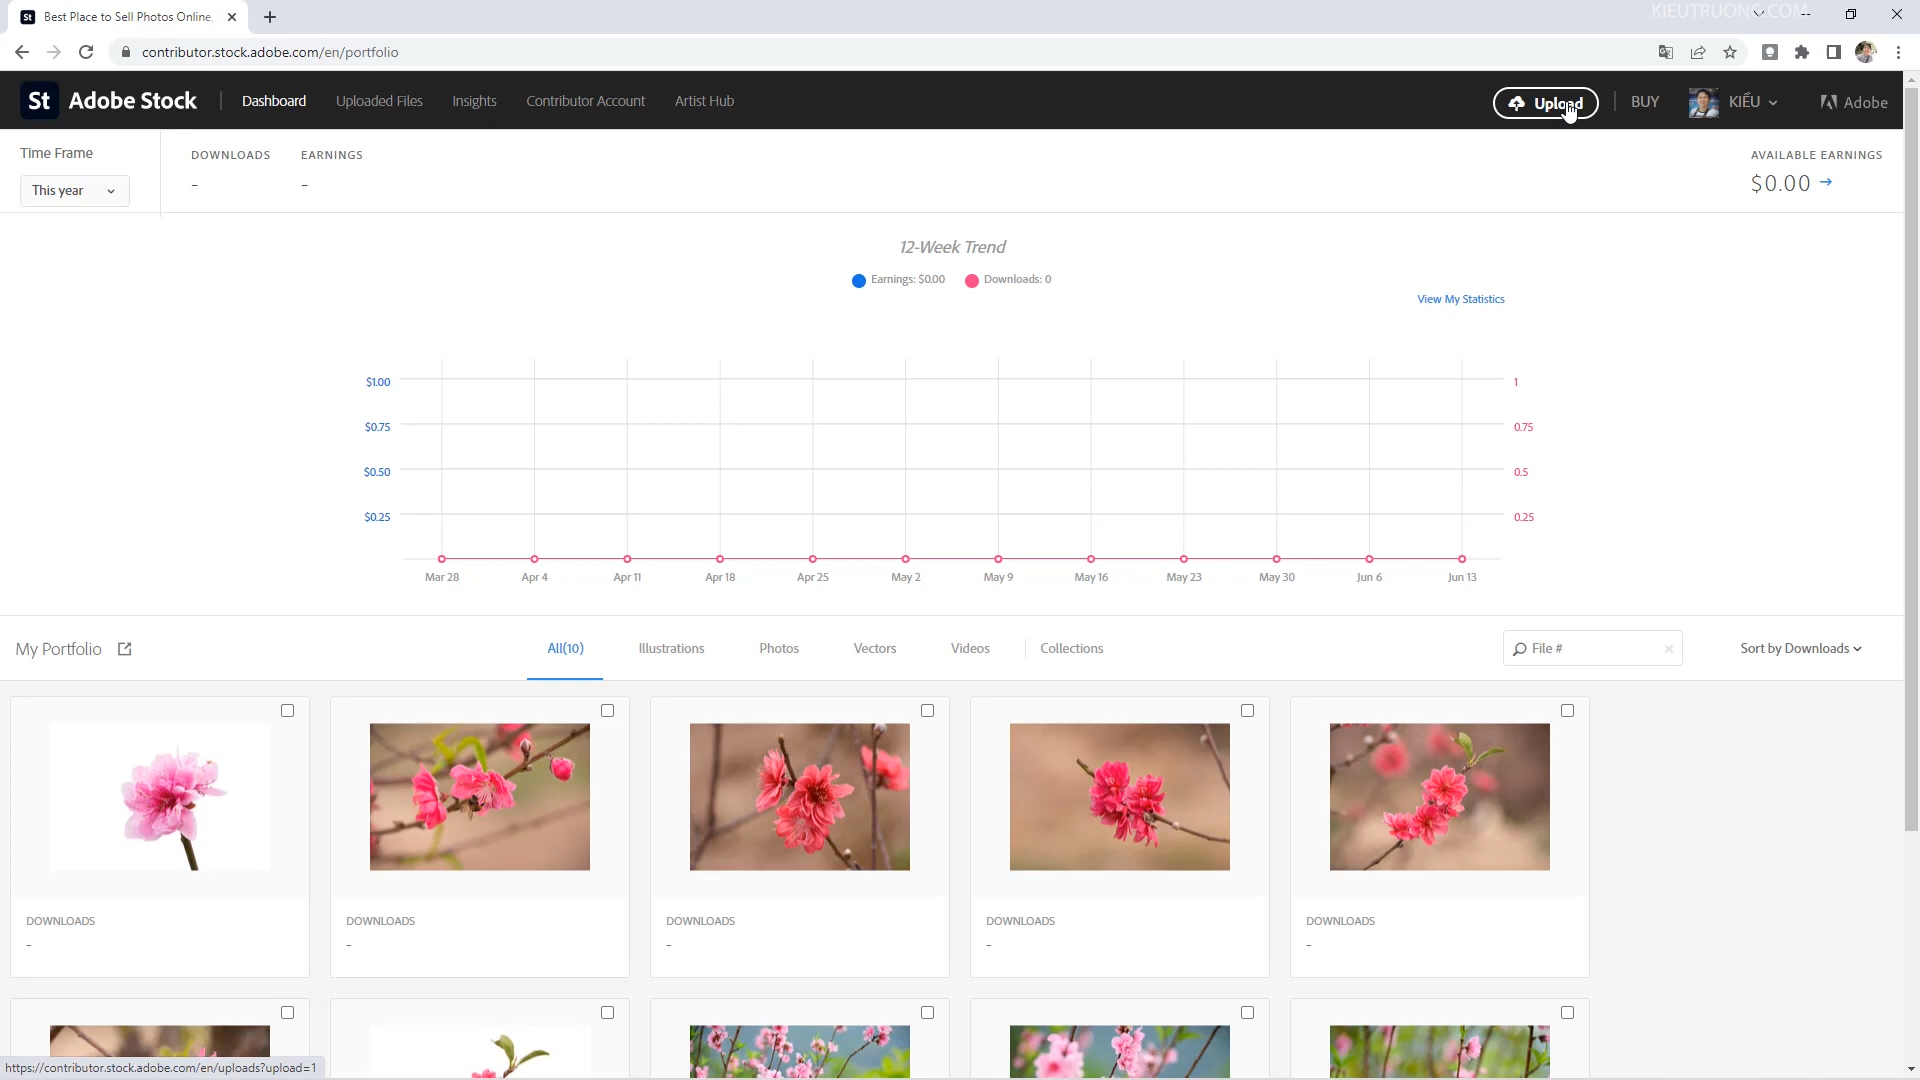 St Best Place to Sell Photos Online,
KIEUTRUONG.COM
contributor.stock.adobe.com/en/portfolio
St Adobe Stock Dashboard Uploaded Files Insights Contributor Account Artist Hub Upload BUY KIỀU Adobe
Time Frame
This year
DOWNLOADS EARNINGS
- -
AVAILABLE EARNINGS
$0.00
12-Week Trend
Earnings: $0.00 Downloads: 0
View My Statistics
$1.00 1
$0.75 0.75
$0.50 0.5
$0.25 0.25
Mar 28 Apr 4 Apr 11 Apr 18 Apr 25 May 2 May 9 May 16 May 23 May 30 Jun 6 Jun 13
My Portfolio All(10) Illustrations Photos Vectors Videos Collections File # Sort by Downloads
DOWNLOADS DOWNLOADS DOWNLOADS DOWNLOADS DOWNLOADS
- - - - -
https://contributor.stock.adobe.com/en/uploads?upload=1